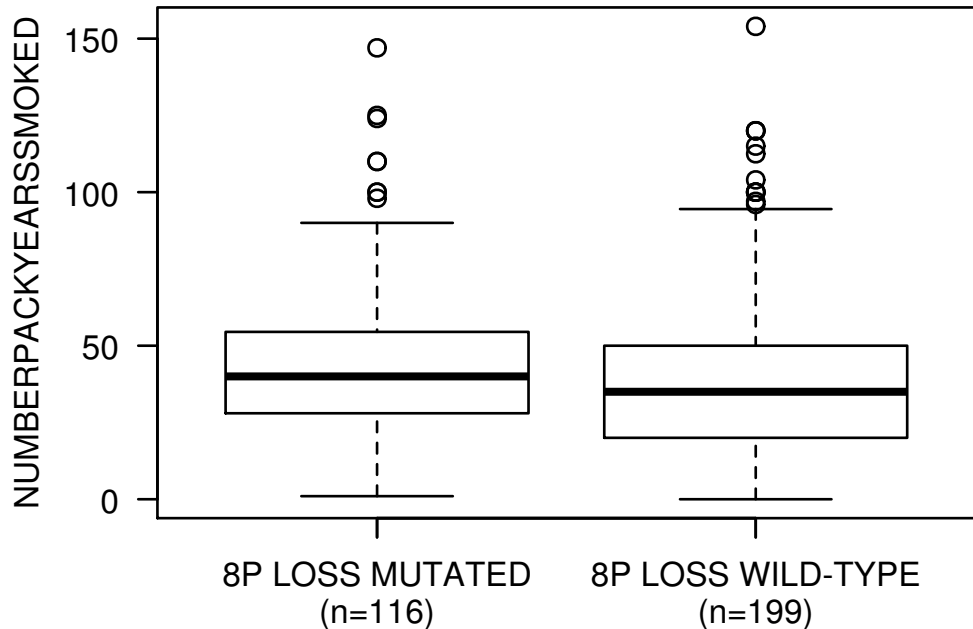 NUMBERPACKYEARSSMOKED
150
100
50
0
8P LOSS MUTATED
(n=116)
8P LOSS WILD-TYPE
(n=199)